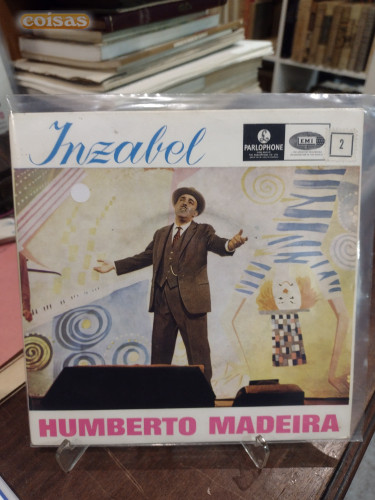 coisas
Inzabel
PARLOPHONE
EMI
2
HUMBERTO MADEIRA